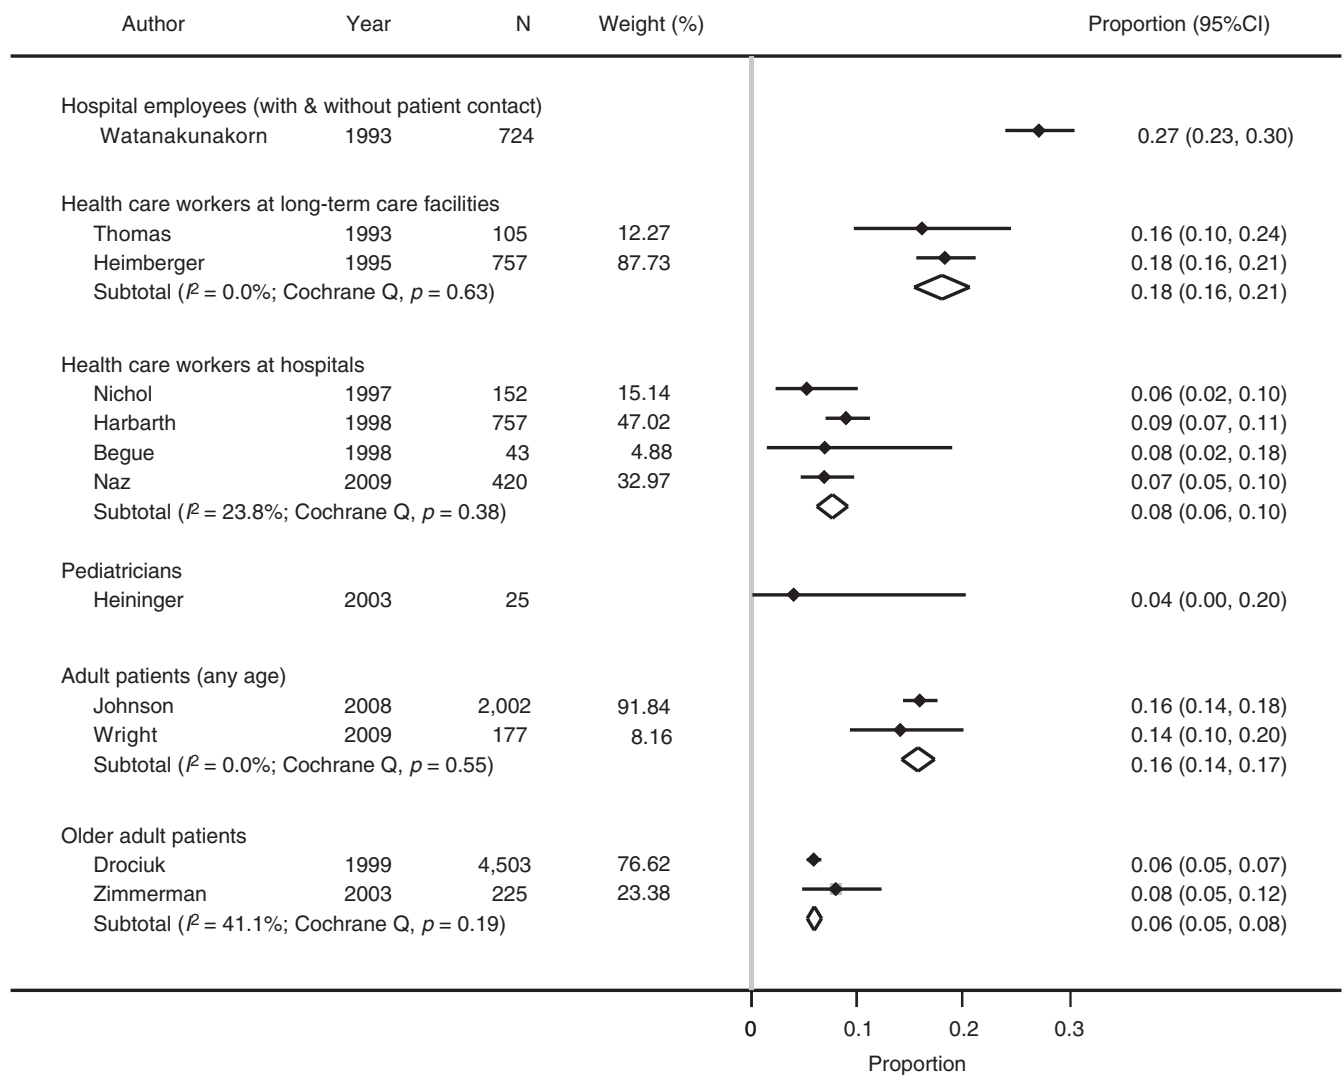 Author Year N Weight (%) Proportion (95%CI)
Hospital employees (with & without patient contact)
Watanakunakorn 1993 724 0.27 (0.23, 0.30)
Health care workers at long-term care facilities
Thomas 1993 105 12.27 0.16 (0.10, 0.24)
Heimberger 1995 757 87.73 0.18 (0.16, 0.21)
Subtotal (I² = 0.0%; Cochrane Q, p = 0.63) 0.18 (0.16, 0.21)
Health care workers at hospitals
Nichol 1997 152 15.14 0.06 (0.02, 0.10)
Harbarth 1998 757 47.02 0.09 (0.07, 0.11)
Begue 1998 43 4.88 0.08 (0.02, 0.18)
Naz 2009 420 32.97 0.07 (0.05, 0.10)
Subtotal (I² = 23.8%; Cochrane Q, p = 0.38) 0.08 (0.06, 0.10)
Pediatricians
Heininger 2003 25 0.04 (0.00, 0.20)
Adult patients (any age)
Johnson 2008 2,002 91.84 0.16 (0.14, 0.18)
Wright 2009 177 8.16 0.14 (0.10, 0.20)
Subtotal (I² = 0.0%; Cochrane Q, p = 0.55) 0.16 (0.14, 0.17)
Older adult patients
Drociuk 1999 4,503 76.62 0.06 (0.05, 0.07)
Zimmerman 2003 225 23.38 0.08 (0.05, 0.12)
Subtotal (I² = 41.1%; Cochrane Q, p = 0.19) 0.06 (0.05, 0.08)
0 0.1 0.2 0.3
Proportion